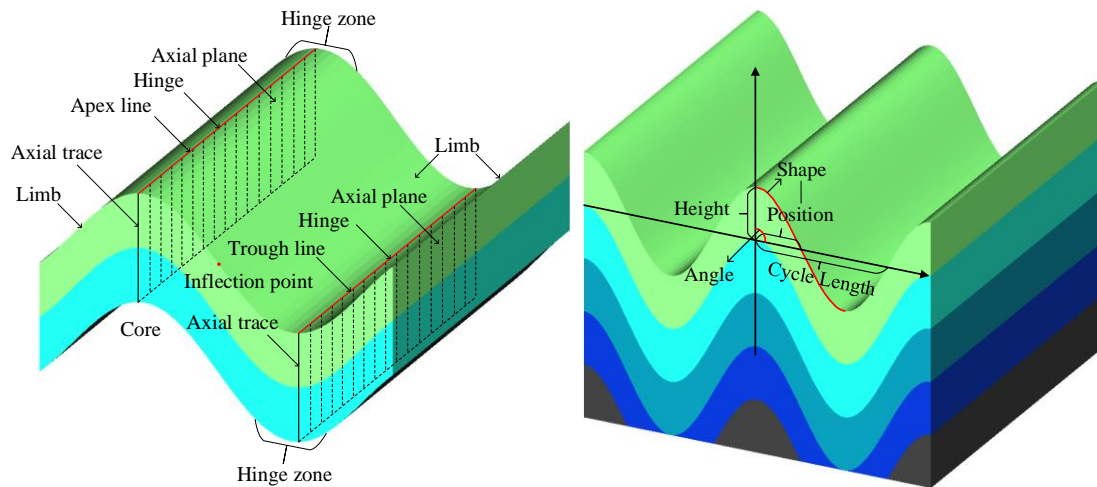 Hinge zone
Axial plane
Hinge
Apex line
Axial trace
Limb
Limb
Axial plane
Hinge
Trough line
Inflection point
Core
Axial trace
Hinge zone
Shape
Height
Position
Angle
Cycle Length